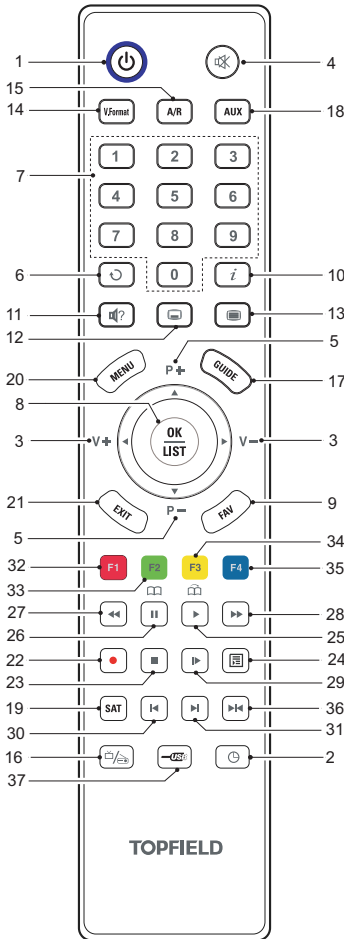 1 4
15
14 V.Format A/R AUX 18
1 2 3
7
4 5 6
7 8 9
6 0 i 10
11 ? 13
12
P+ 5
20 MENU GUIDE 17
8
3 V+ OK V- 3
LIST
21 EXIT FAV 9
5 P-
34
32 F1 F2 F3 F4 35
33
27 28
26 25
22 24
23 29
19 SAT 36
30 31
16 USB 2
37
TOPFIELD